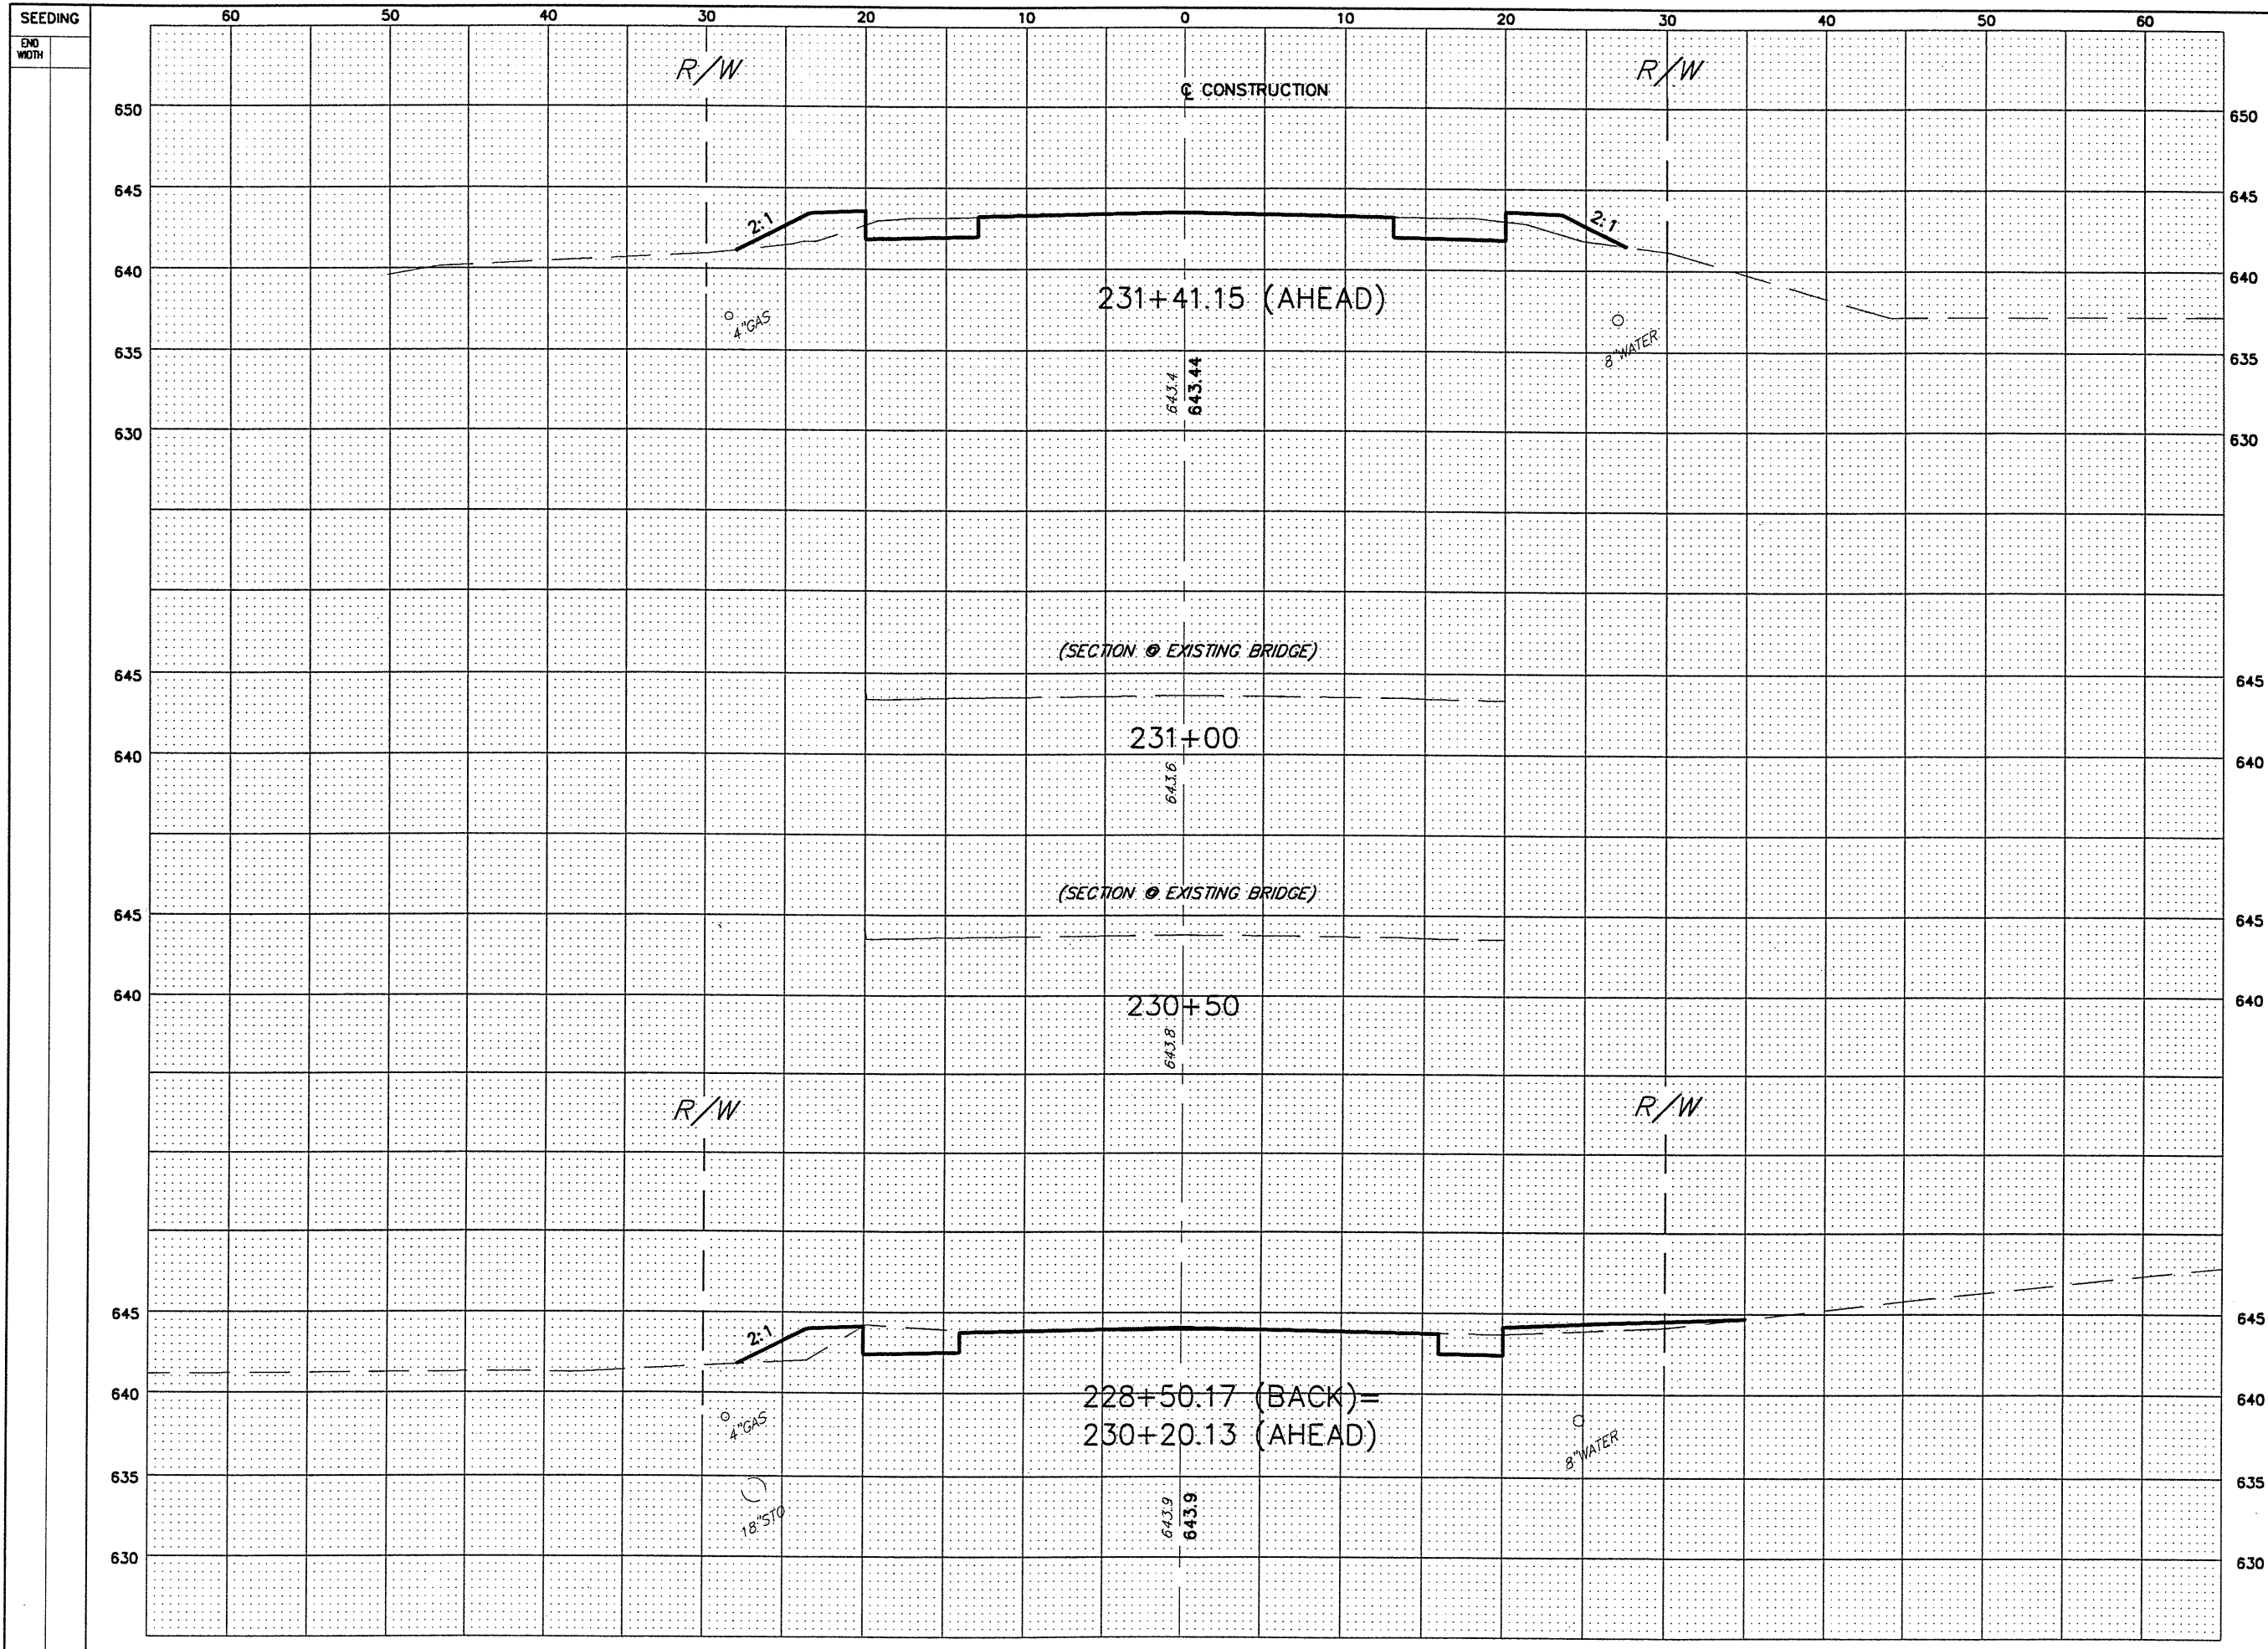 SEEDING
END WIDTH
60 50 40 30 20 10 0 10 20 30 40 50 60
R/W R/W
℄ CONSTRUCTION
650 650
645 645
2:1 2:1
640 640
231+41.15 (AHEAD)
4"GAS 8"WATER
635 635
643.4 643.44
630 630
(SECTION @ EXISTING BRIDGE)
645 645
231+00
640 640
643.6
(SECTION @ EXISTING BRIDGE)
645 645
640 640
230+50
643.8
R/W R/W
645 645
2:1
640 640
228+50.17 (BACK)=
230+20.13 (AHEAD)
4"GAS 8"WATER
635 635
18"STO
643.9 643.9
630 630